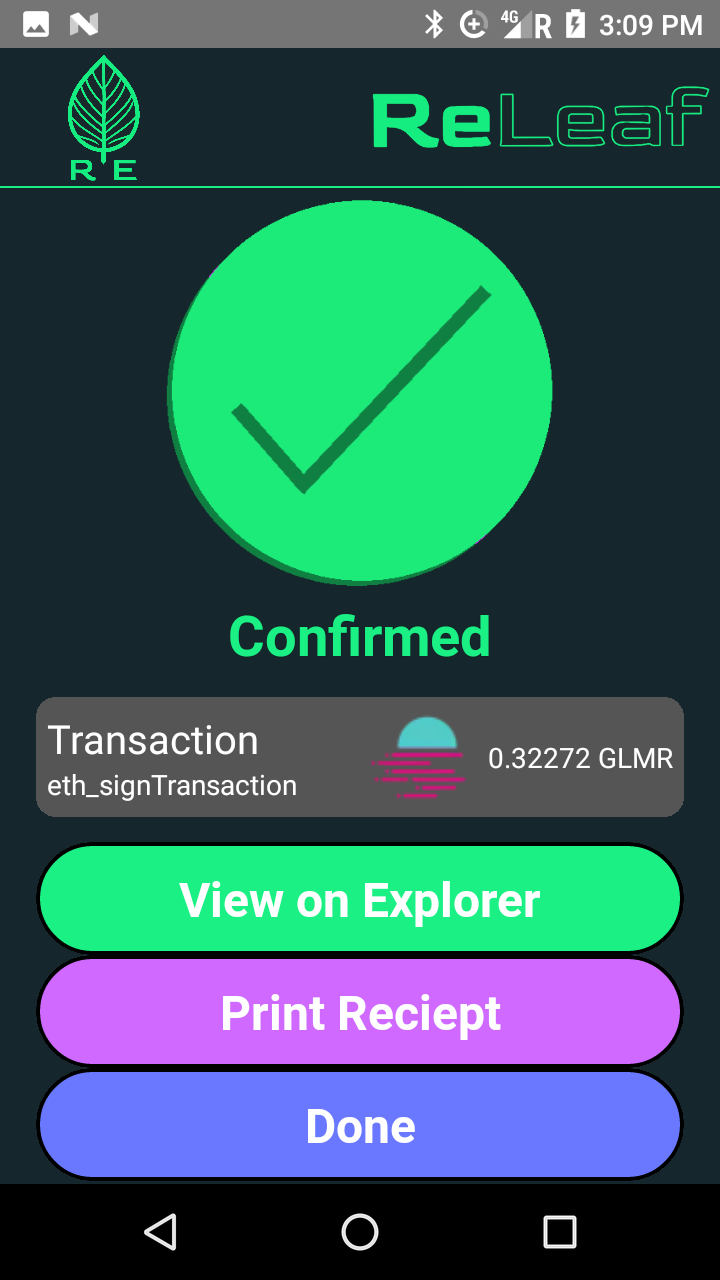 4G
R
3:09 PM
R E
ReLeaf
Confirmed
Transaction
eth_signTransaction
0.32272 GLMR
View on Explorer
Print Reciept
Done